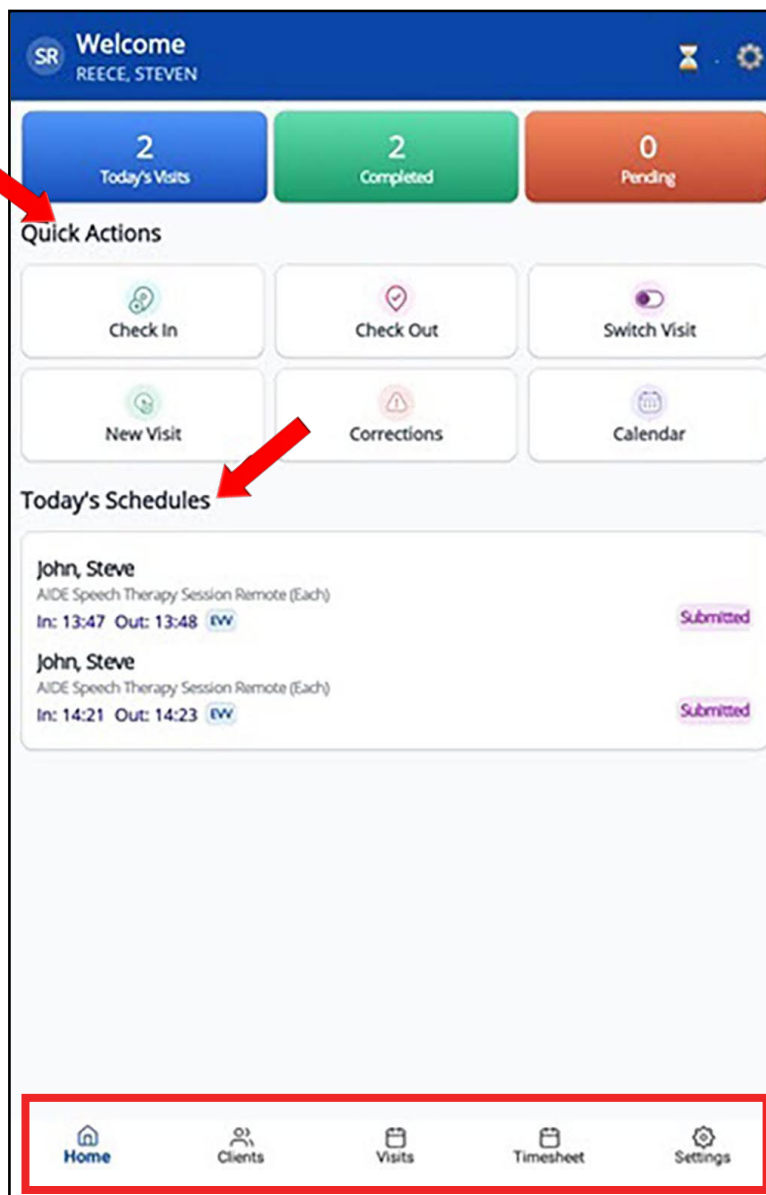 SR Welcome
REECE, STEVEN
2 2 0
Today's Visits Completed Pending
Quick Actions
Check In Check Out Switch Visit
New Visit Corrections Calendar
Today's Schedules
John, Steve
AIDE Speech Therapy Session Remote (Each)
In: 13:47 Out: 13:48 EVV Submitted
John, Steve
AIDE Speech Therapy Session Remote (Each)
In: 14:21 Out: 14:23 EVV Submitted
Home Clients Visits Timesheet Settings